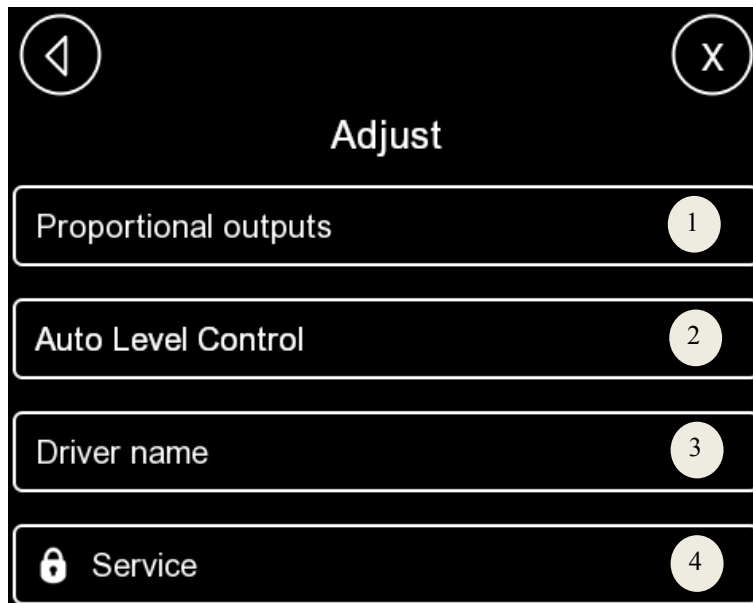 X
Adjust
Proportional outputs 1
Auto Level Control 2
Driver name 3
Service 4